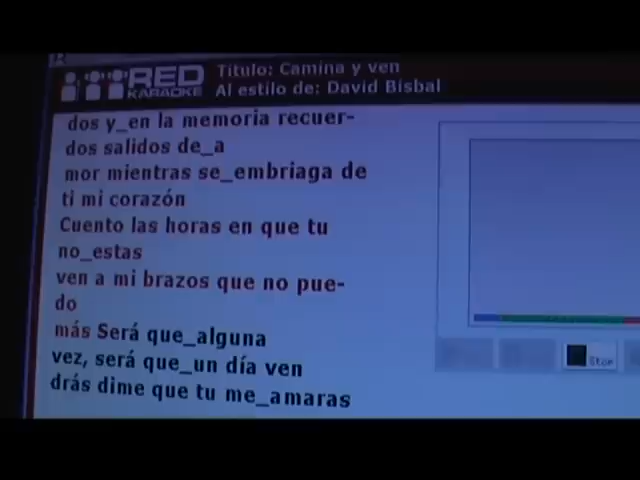 RED
KARAOKE
Título: Camina y ven
Al estilo de: David Bisbal
dos y_en la memoria recuer-
dos salidos de_a
mor mientras se_embriaga de
ti mi corazón
Cuento las horas en que tu
no_estas
ven a mi brazos que no pue-
do
más Será que_alguna
vez, será que_un día ven
drás dime que tu me_amaras
Stop